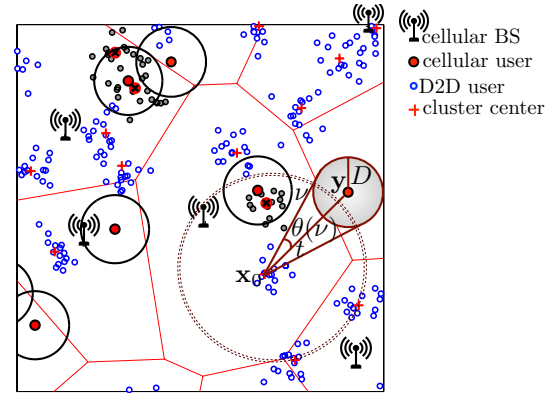 cellular BS
cellular user
D2D user
cluster center
y D
ν
θ(ν)
t
x₀